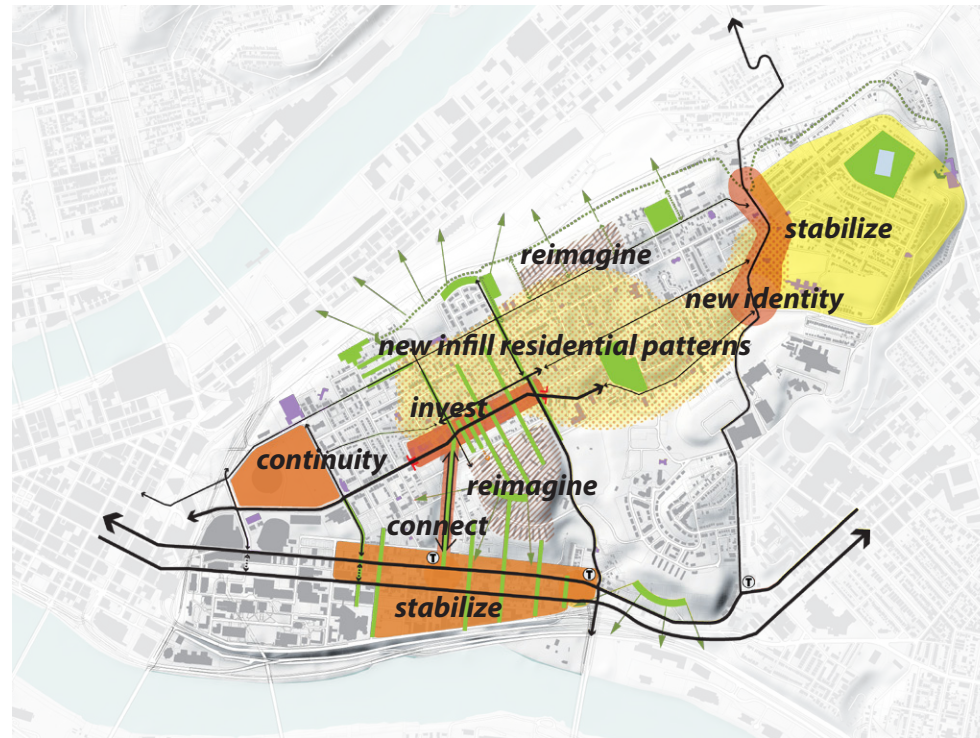 stabilize
reimagine
new identity
new infill residential patterns
invest
continuity
reimagine
connect
T
T
T
stabilize